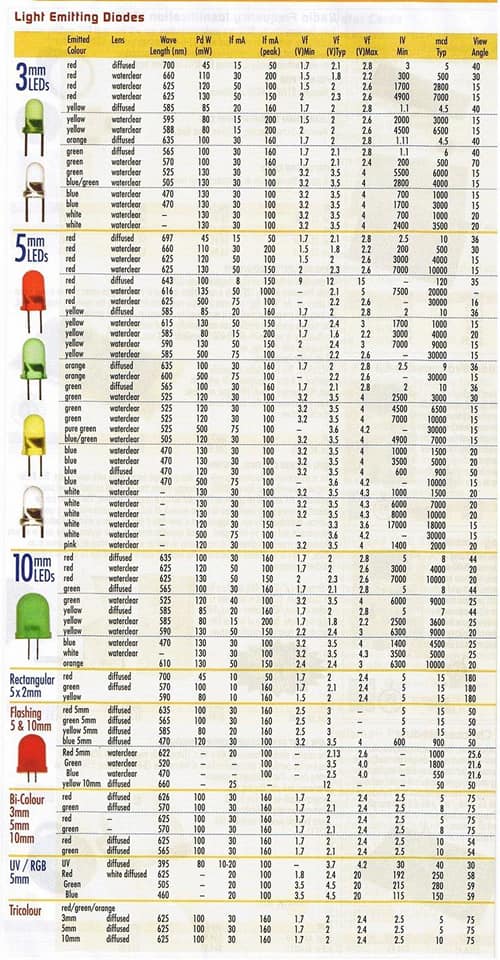 Light Emitting Diodes
Emitted Colour Lens Wave Length (nm) Pd W (mW) If mA If mA (peak) Vf (V)Min Vf (V)Typ Vf (V)Max IV Min mcd Typ View Angle
3mm LEDs
red diffused 700 45 15 50 1.7 2.1 2.8 3 5 40
red waterclear 660 110 30 200 1.5 1.8 2.2 300 500 30
red waterclear 625 120 50 100 1.5 2 2.6 1700 2800 15
red waterclear 625 130 50 150 2 2.3 2.6 4900 7000 15
yellow diffused 585 85 20 160 1.7 2 2.8 1.1 4.5 40
yellow waterclear 595 80 15 200 1.5 2 2.6 2000 3000 15
yellow waterclear 588 80 15 200 2 2 2.6 4500 6500 15
orange diffused 635 100 30 160 1.7 2 2.8 1.11 4.5 40
green diffused 565 100 30 160 1.7 2.1 2.8 1.1 6 40
green waterclear 570 100 30 160 1.7 2.1 2.4 200 500 70
green waterclear 525 130 30 100 3.2 3.5 4 5500 6000 15
blue/green waterclear 505 130 30 100 3.2 3.5 4 2800 4000 15
blue waterclear 470 130 30 100 3.2 3.5 4 700 1000 15
blue waterclear 470 130 30 100 3.2 3.5 4 1700 3000 15
white waterclear – 130 30 100 3.2 3.5 4 700 1000 20
white waterclear – 130 30 100 3.2 3.5 4 2400 3500 20
5mm LEDs
red diffused 697 45 15 50 1.7 2.1 2.8 2.5 10 36
red waterclear 660 110 30 200 1.5 1.8 2.2 200 500 30
red waterclear 625 120 50 100 1.5 2 2.6 3000 4000 15
red waterclear 625 130 50 150 2 2.3 2.6 7000 10000 15
red diffused 643 100 8 150 9 12 15 – 120 35
red waterclear 616 135 50 1000 – 2.1 5 7500 20000 –
red waterclear 625 500 75 100 – 2.2 2.6 – 30000 16
yellow diffused 585 85 20 160 1.7 2 2.8 2 10 36
yellow waterclear 615 130 50 150 1.7 2.4 3 1700 1000 15
yellow waterclear 585 80 15 200 1.7 1.6 2.2 3000 4000 20
yellow waterclear 590 130 50 150 2 2.4 3 7000 9000 15
yellow waterclear 585 500 75 100 – 2.2 2.6 – 30000 15
orange diffused 635 100 30 160 1.7 2 2.8 2.5 9 36
orange waterclear 600 500 75 100 – 2.2 2.6 – 30000 15
green diffused 565 100 30 160 1.7 2.1 2.8 2 10 36
green waterclear 525 120 30 100 3.2 3.5 4 2500 3000 30
green waterclear 525 120 30 100 3.2 3.5 4 4500 6500 15
green waterclear 525 120 30 100 3.2 3.5 4 7000 10000 15
pure green waterclear 525 500 75 100 – 3.6 4.2 – 30000 15
blue/green waterclear 505 120 30 100 3.2 3.5 4 4900 7000 15
blue waterclear 470 130 30 100 3.2 3.5 4 1000 1500 20
blue waterclear 470 130 30 100 3.2 3.5 4 3500 5000 20
blue diffused 470 120 30 100 3.2 3.5 4 600 900 50
blue waterclear 470 500 75 100 – 3.6 4.2 – 10000 15
white waterclear – 130 30 100 3.2 3.5 4.3 1000 1500 20
white waterclear – 130 30 100 3.2 3.5 4.3 6000 7000 20
white waterclear – 130 30 100 3.2 3.5 4.3 8000 10000 20
white waterclear – 120 30 150 – 3.3 3.6 17000 18000 15
white waterclear – 500 75 100 – 3.6 4.2 – 30000 15
pink waterclear – 120 30 100 3.2 3.5 4 1400 2000 20
10mm LEDs
red diffused 635 100 30 160 1.7 2 2.8 5 8 44
red waterclear 625 120 50 100 1.7 2 2.6 3000 4000 20
red waterclear 625 130 50 150 2 2.3 2.6 7000 10000 20
green diffused 565 100 30 160 1.7 2.1 2.8 5 8 44
green waterclear 525 120 40 100 3.2 3.5 4 6000 9000 25
yellow diffused 585 85 20 160 1.7 2 2.8 5 7 44
yellow waterclear 585 80 15 200 1.7 1.8 2.2 2500 3600 25
yellow waterclear 590 130 50 150 2.2 2.4 3 6300 9000 20
blue waterclear 470 130 30 100 3.2 3.5 4 1400 4500 25
white waterclear – 130 30 100 3.2 3.5 4.3 3500 5000 25
orange waterclear 610 130 50 150 2.4 2.4 3 6300 10000 20
Rectangular 5 x 2mm
red diffused 700 45 10 50 1.7 2 2.8 5 15 180
green diffused 570 100 10 160 1.7 2.1 2.4 5 15 180
yellow diffused 590 80 10 160 1.5 2 2.4 5 15 180
Flashing 5 & 10mm
red 5mm diffused 635 100 30 160 2.5 3 – 5 15 50
green 5mm diffused 565 100 30 160 2.5 3 – 5 15 50
yellow 5mm diffused 585 80 20 160 2.5 3 – 5 15 50
blue 5mm diffused 470 120 30 100 3.2 3.5 4 600 900 50
Red 5mm waterclear 622 – 20 100 – 2.13 2.6 – 1000 25.6
Green waterclear 520 – 100 – 3.5 4.0 – 1800 21.6
Blue waterclear 470 – 100 – 2.5 4.0 – 550 21.6
yellow 10mm diffused 660 – 25 – 12 – – 50 50
Bi-Colour 3mm 5mm 10mm
red diffused 626 100 30 160 1.7 2 2.4 2.5 5 75
green diffused 570 100 30 160 1.7 2.1 2.4 2.5 8 75
red – 625 100 30 160 1.7 2 2.4 2.5 5 75
green – 570 100 30 160 1.7 2.1 2.4 2.5 8 75
red diffused 625 100 30 160 1.7 2 2.4 2.5 10 54
green diffused 565 100 30 160 1.7 2.1 2.4 2.5 10 54
UV / RGB 5mm
UV diffused 395 80 10-20 100 – 3.7 4.2 30 40 30
Red white diffused 625 – 20 100 1.8 2.4 20 192 250 58
Green 505 – 20 100 3.5 4.5 20 215 280 59
Blue 460 – 20 100 3.5 4.5 20 115 150 59
Tricolour
red/green/orange
3mm diffused 625 100 30 160 1.7 2 2.4 2.5 5 75
5mm diffused 625 100 30 160 1.7 2 2.4 2.5 5 75
10mm diffused 625 100 30 160 1.7 2 2.4 2.5 10 75